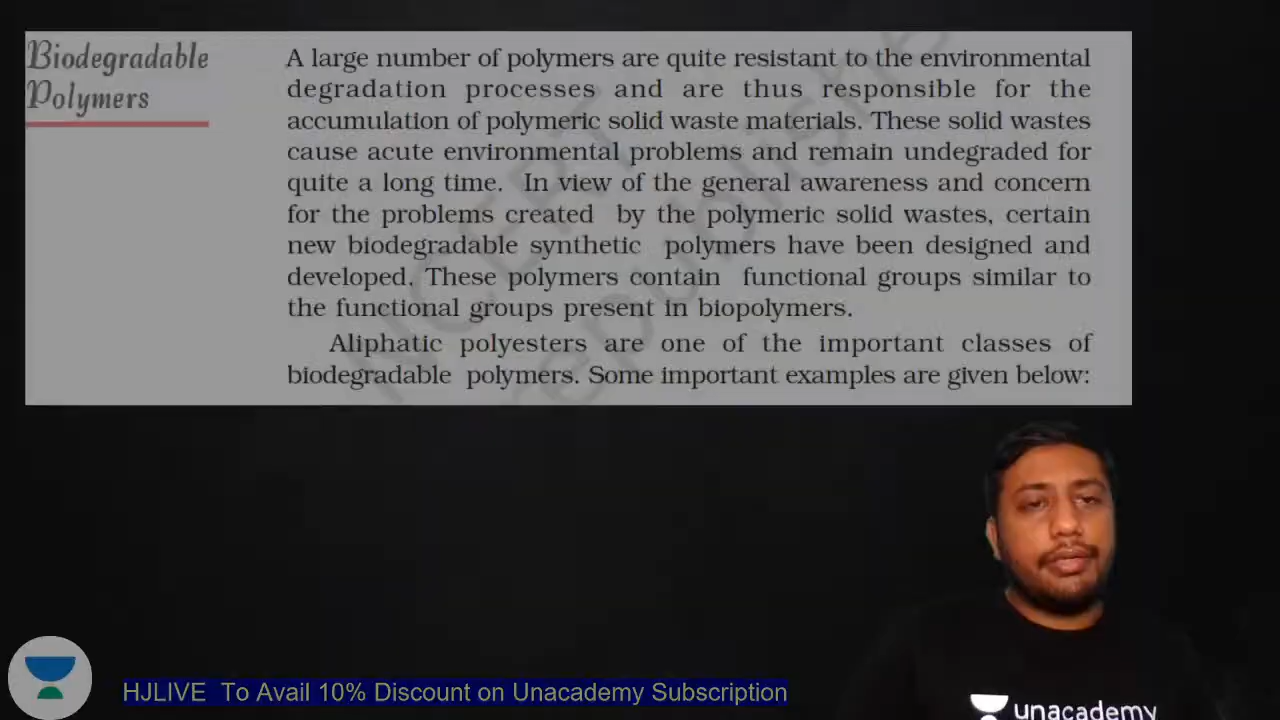 Biodegradable
Polymers
A large number of polymers are quite resistant to the environmental
degradation processes and are thus responsible for the
accumulation of polymeric solid waste materials. These solid wastes
cause acute environmental problems and remain undegraded for
quite a long time. In view of the general awareness and concern
for the problems created by the polymeric solid wastes, certain
new biodegradable synthetic polymers have been designed and
developed. These polymers contain functional groups similar to
the functional groups present in biopolymers.
Aliphatic polyesters are one of the important classes of
biodegradable polymers. Some important examples are given below:
NCERT
HJLIVE To Avail 10% Discount on Unacademy Subscription
unacademy